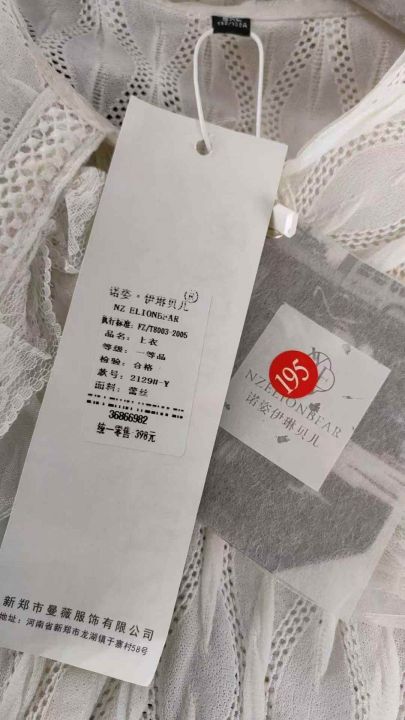 诺姿·伊琳贝儿®
NZ ELIONBEAR
执行标准: FZ/T8003-2005
品名: 上衣
等级: 一等品
检验: 合格
款号: 2129#-Y
面料: 蕾丝
36866982
统一零售 398元
新郑市曼薇服饰有限公司
地址: 河南省新郑市龙湖镇于寨村58号
195
NZELIONBEAR
诺姿伊琳贝儿